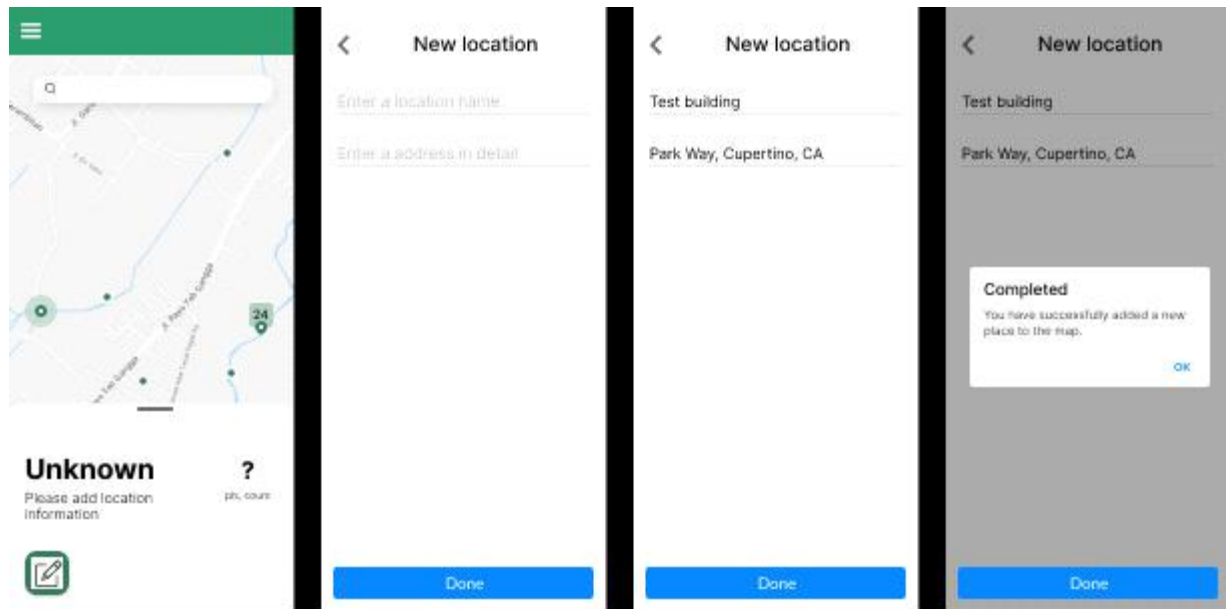 24
Unknown
?
Please add location
information
New location
Enter a location name
Enter a address in detail
Done
New location
Test building
Park Way, Cupertino, CA
Done
New location
Test building
Park Way, Cupertino, CA
Completed
You have successfully added a new
place to the map.
OK
Done